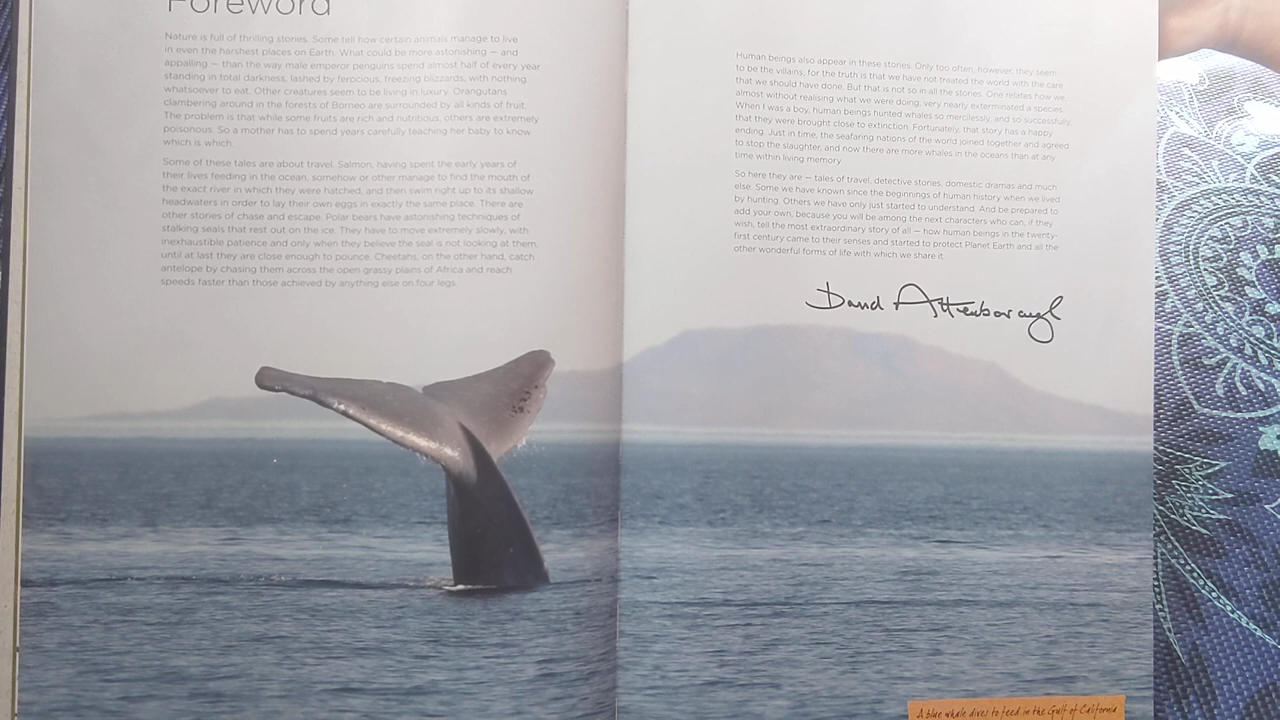 Foreword
Nature is full of thrilling stories. Some tell how certain animals manage to live
in even the harshest places on Earth. What could be more astonishing — and
appalling — than the way male emperor penguins spend almost half of every year
standing in total darkness, lashed by ferocious, freezing blizzards, with nothing
whatsoever to eat. Other creatures seem to be living in luxury. Orangutans
clambering around in the forests of Borneo are surrounded by all kinds of fruit.
The problem is that while some fruits are rich and nutritious, others are extremely
poisonous. So a mother has to spend years carefully teaching her baby to know
which is which.
Some of these tales are about travel. Salmon, having spent the early years of
their lives feeding in the ocean, somehow or other manage to find the mouth of
the exact river in which they were hatched, and then swim right up to its shallow
headwaters in order to lay their own eggs in exactly the same place. There are
other stories of chase and escape. Polar bears have astonishing techniques of
stalking seals that rest out on the ice. They have to move extremely slowly, with
inexhaustible patience and only when they believe the seal is not looking at them,
until at last they are close enough to pounce. Cheetahs, on the other hand, catch
antelope by chasing them across the open grassy plains of Africa and reach
speeds faster than those achieved by anything else on four legs.
Human beings also appear in these stories. Only too often, however, they seem
to be the villains, for the truth is that we have not treated the world with the care
that we should have done. But that is not so in all the stories. One relates how we,
almost without realising what we were doing, very nearly exterminated a species.
When I was a boy, human beings hunted whales so mercilessly, and so successfully,
that they were brought close to extinction. Fortunately, that story has a happy
ending. Just in time, the seafaring nations of the world joined together and agreed
to stop the slaughter, and now there are more whales in the oceans than at any
time within living memory.
So here they are — tales of travel, detective stories, domestic dramas and much
else. Some we have known since the beginnings of human history when we lived
by hunting. Others we have only just started to understand. And be prepared to
add your own, because you will be among the next characters who can, if they
wish, tell the most extraordinary story of all — how human beings in the twenty-
first century came to their senses and started to protect Planet Earth and all the
other wonderful forms of life with which we share it.
David Attenborough
A blue whale dives to feed in the Gulf of California